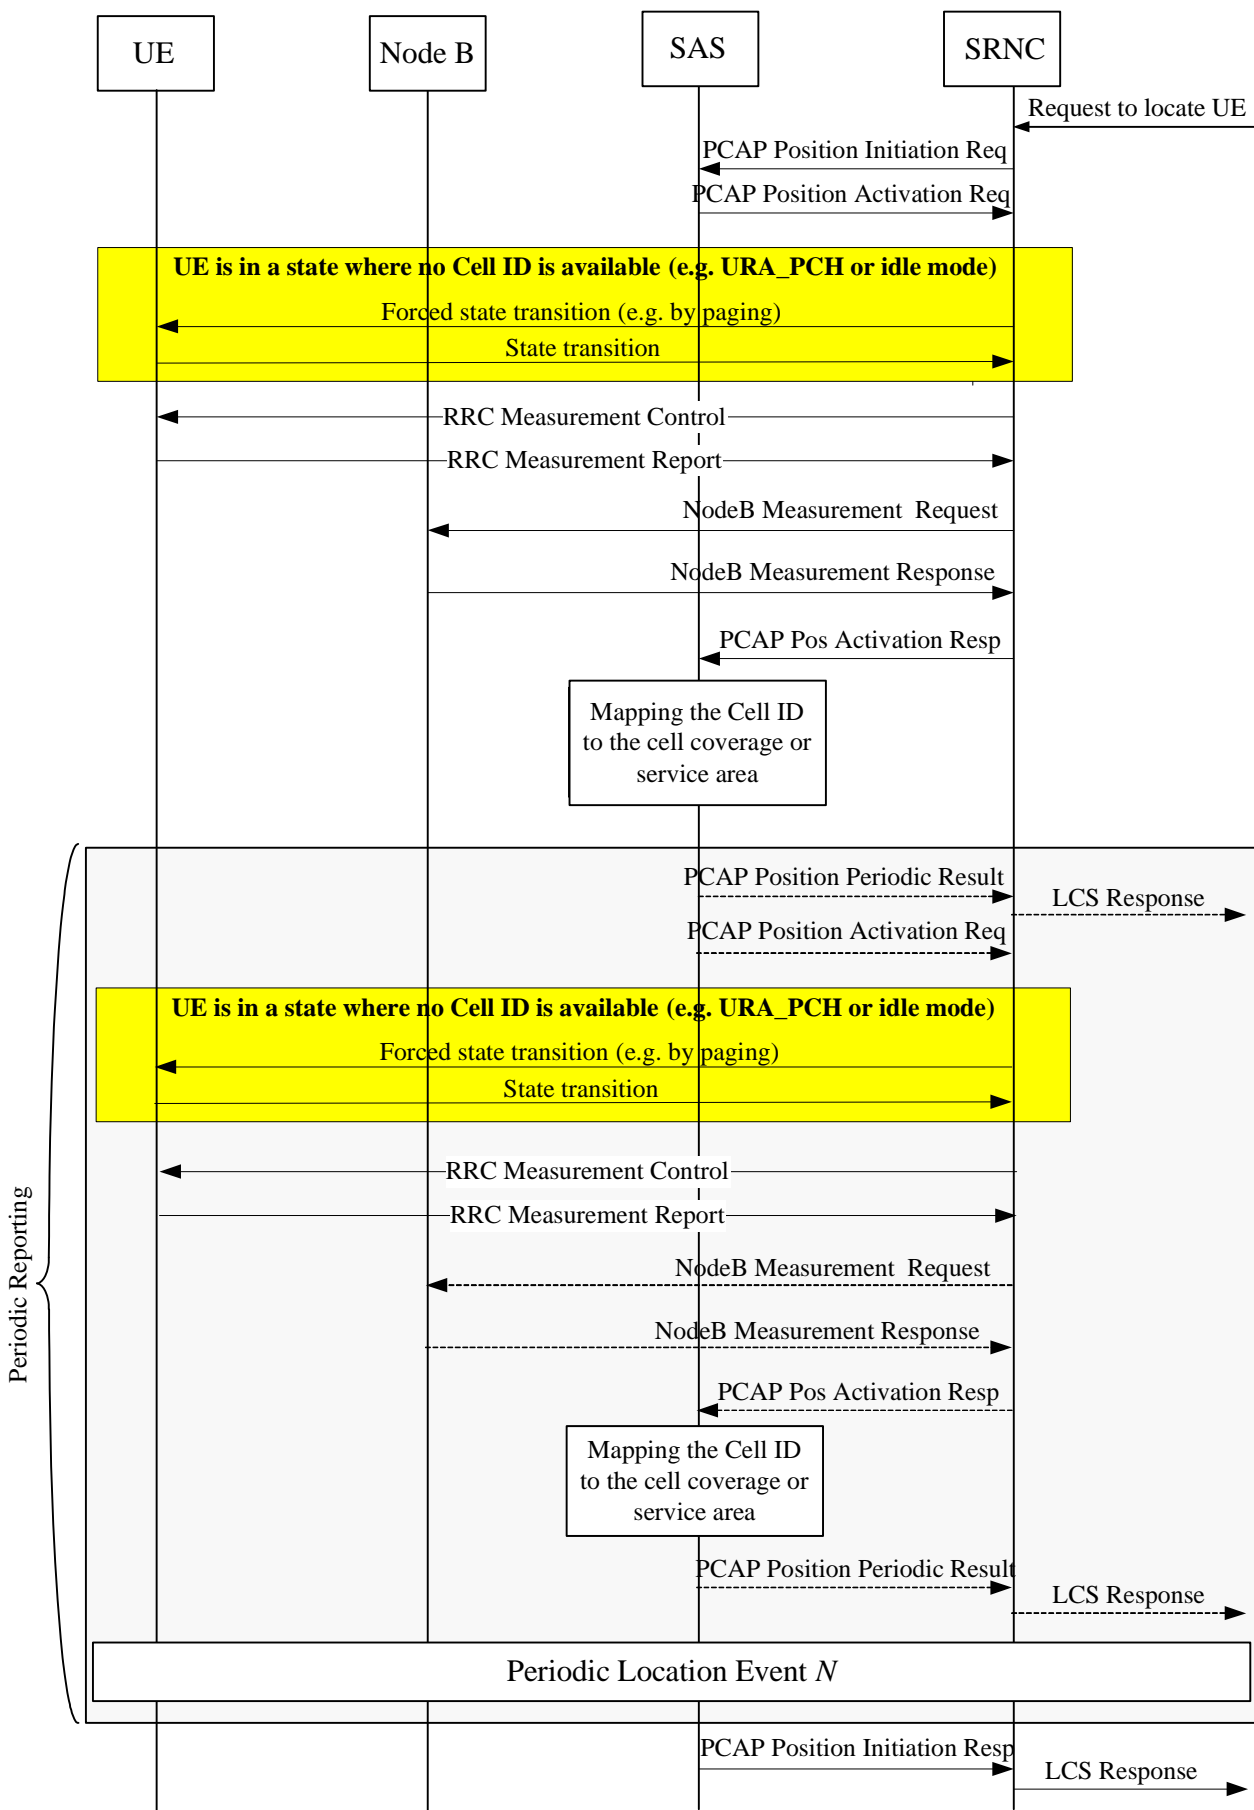 UE
Node B
SAS
SRNC
Request to locate UE
PCAP Position Initiation Req
PCAP Position Activation Req
UE is in a state where no Cell ID is available (e.g. URA_PCH or idle mode)
Forced state transition (e.g. by paging)
State transition
RRC Measurement Control
RRC Measurement Report
NodeB Measurement  Request
NodeB Measurement Response
PCAP Pos Activation Resp
Mapping the Cell ID
to the cell coverage or
service area
Periodic Reporting
PCAP Position Periodic Result
LCS Response
PCAP Position Activation Req
UE is in a state where no Cell ID is available (e.g. URA_PCH or idle mode)
Forced state transition (e.g. by paging)
State transition
RRC Measurement Control
RRC Measurement Report
NodeB Measurement  Request
NodeB Measurement Response
PCAP Pos Activation Resp
Mapping the Cell ID
to the cell coverage or
service area
PCAP Position Periodic Result
LCS Response
Periodic Location Event N
PCAP Position Initiation Resp
LCS Response